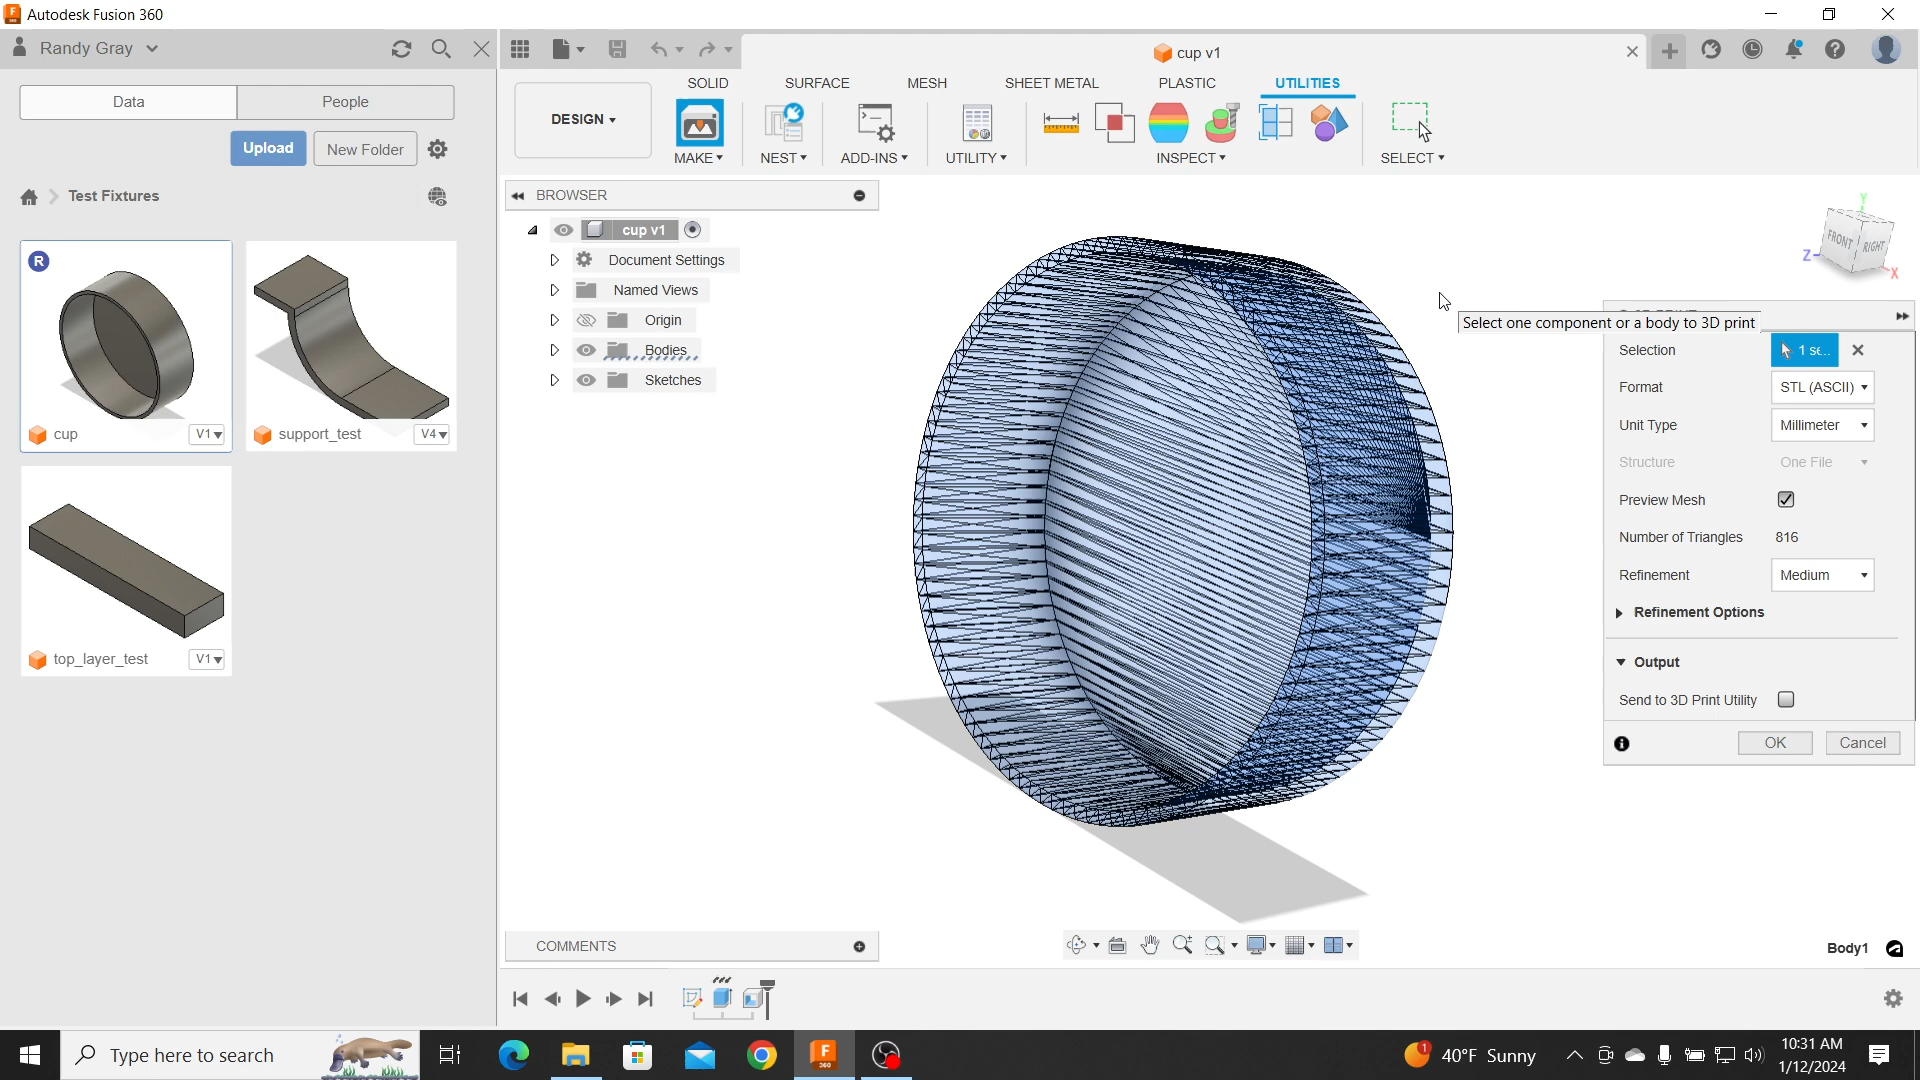 Autodesk Fusion 360
Randy Gray
cup v1
Data
People
Upload
New Folder
Test Fixtures
R
cup
V1
support_test
V4
top_layer_test
V1
SOLID
SURFACE
MESH
SHEET METAL
PLASTIC
UTILITIES
DESIGN
MAKE
NEST
ADD-INS
UTILITY
INSPECT
SELECT
BROWSER
cup v1
Document Settings
Named Views
Origin
Bodies
Sketches
Y
FRONT
RIGHT
Z
X
Select one component or a body to 3D print
Selection
1 se...
Format
STL (ASCII)
Unit Type
Millimeter
Structure
One File
Preview Mesh
Number of Triangles
816
Refinement
Medium
Refinement Options
Output
Send to 3D Print Utility
OK
Cancel
COMMENTS
Body1
Type here to search
40°F Sunny
10:31 AM
1/12/2024